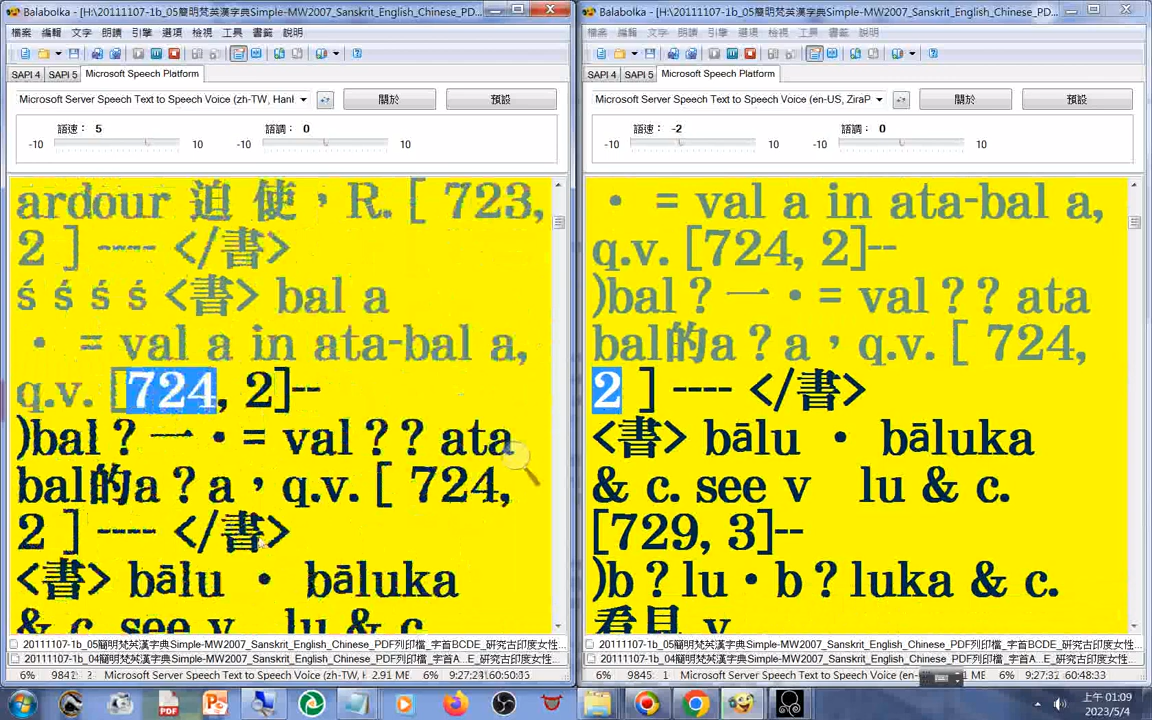 Balabolka - [H:\20111107-1b_05簡明梵英漢字典Simple-MW2007_Sanskrit_English_Chinese_PD...
檔案 編輯 文字 朗讀 引擎 選項 檢視 工具 書籤 說明
SAPI 4 SAPI 5 Microsoft Speech Platform
Microsoft Server Speech Text to Speech Voice (zh-TW, Hanl 關於 預設
語速： 5 語調： 0
-10 10 -10 10
ardour 迫 使，R. [ 723,
2 ] ---- </書>
ś ś ś ś <書> bal a
• = val a in ata-bal a,
q.v. [724, 2]--
)bal？一 • = val？？ata
bal的a？a，q.v. [ 724,
2 ] ---- </書>
<書> bālu • bāluka
& c. see v lu & c.
20111107-1b_05簡明梵英漢字典Simple-MW2007_Sanskrit_English_Chinese_PDF列印檔_字首BCDE_研究古印度女性...
20111107-1b_04簡明梵英漢字典Simple-MW2007_Sanskrit_English_Chinese_PDF列印檔_字首A...E_研究古印度女性...
6% 2 Microsoft Server Speech Text to Speech Voice (zh-TW, H 2.91 MB 6%
Balabolka - [H:\20111107-1b_05簡明梵英漢字典Simple-MW2007_Sanskrit_English_Chinese_PD...
檔案 編輯 文字 朗讀 引擎 選項 檢視 工具 書籤 說明
SAPI 4 SAPI 5 Microsoft Speech Platform
Microsoft Server Speech Text to Speech Voice (en-US, ZiraP 關於 預設
語速： -2 語調： 0
-10 10 -10 10
• = val a in ata-bal a,
q.v. [724, 2]--
)bal？一 • = val？？ata
bal的a？a，q.v. [ 724,
2 ] ---- </書>
<書> bālu • bāluka
& c. see v lu & c.
[729, 3]--
)b？lu • b？luka & c.
看見 v
20111107-1b_05簡明梵英漢字典Simple-MW2007_Sanskrit_English_Chinese_PDF列印檔_字首BCDE_研究古印度女性...
20111107-1b_04簡明梵英漢字典Simple-MW2007_Sanskrit_English_Chinese_PDF列印檔_字首A...E_研究古印度女性...
6% Microsoft Server Speech Text to Speech Voice (en-U MB 6% 9:27:32/60:48:33
PDF
上午 01:09
2023/5/4